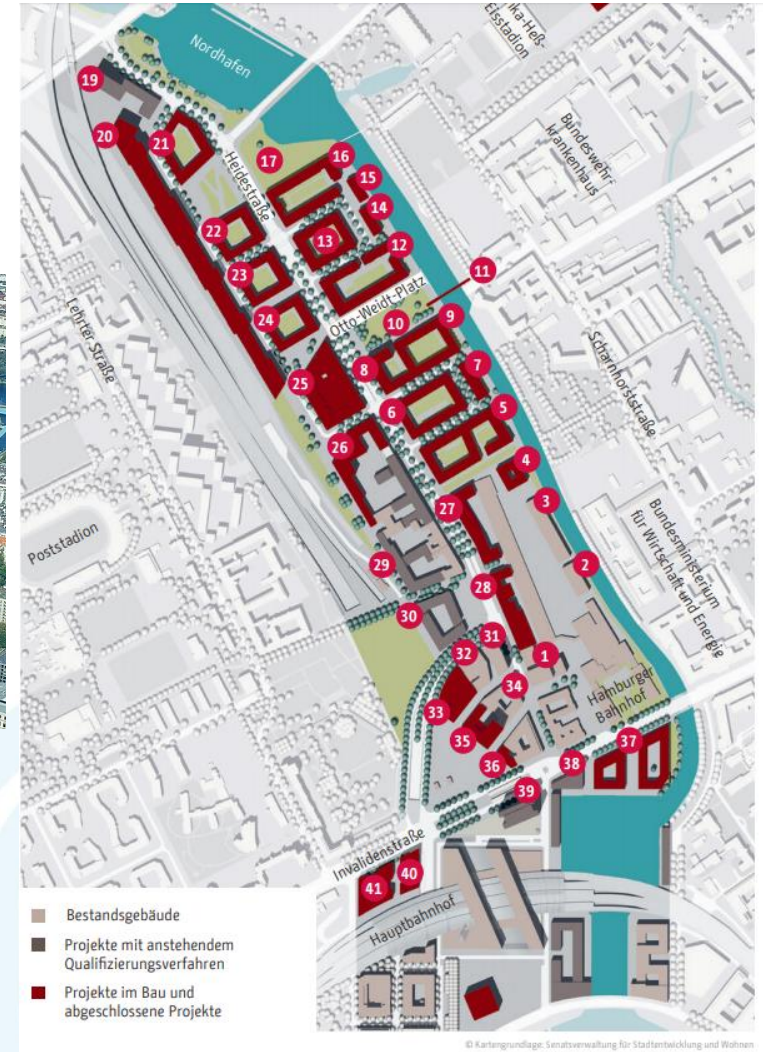 Nordhafen
ika-Heß-
Eisstadion
Bundeswehr-
krankenhaus
19
20
21
17
16
15
14
Heidestraße
22
13
12
23
11
Otto-Weidt-Platz
24
10
9
Lehrter Straße
Scharnhorststraße
25
8
7
6
5
26
4
3
27
Poststadion
Bundesministerium
für Wirtschaft und Energie
29
2
28
30
31
32
1
34
Hamburger
Bahnhof
33
35
37
36
38
39
Invalidenstraße
41
40
Hauptbahnhof
Bestandsgebäude
Projekte mit anstehendem
Qualifizierungsverfahren
Projekte im Bau und
abgeschlossene Projekte
© Kartengrundlage: Senatsverwaltung für Stadtentwicklung und Wohnen